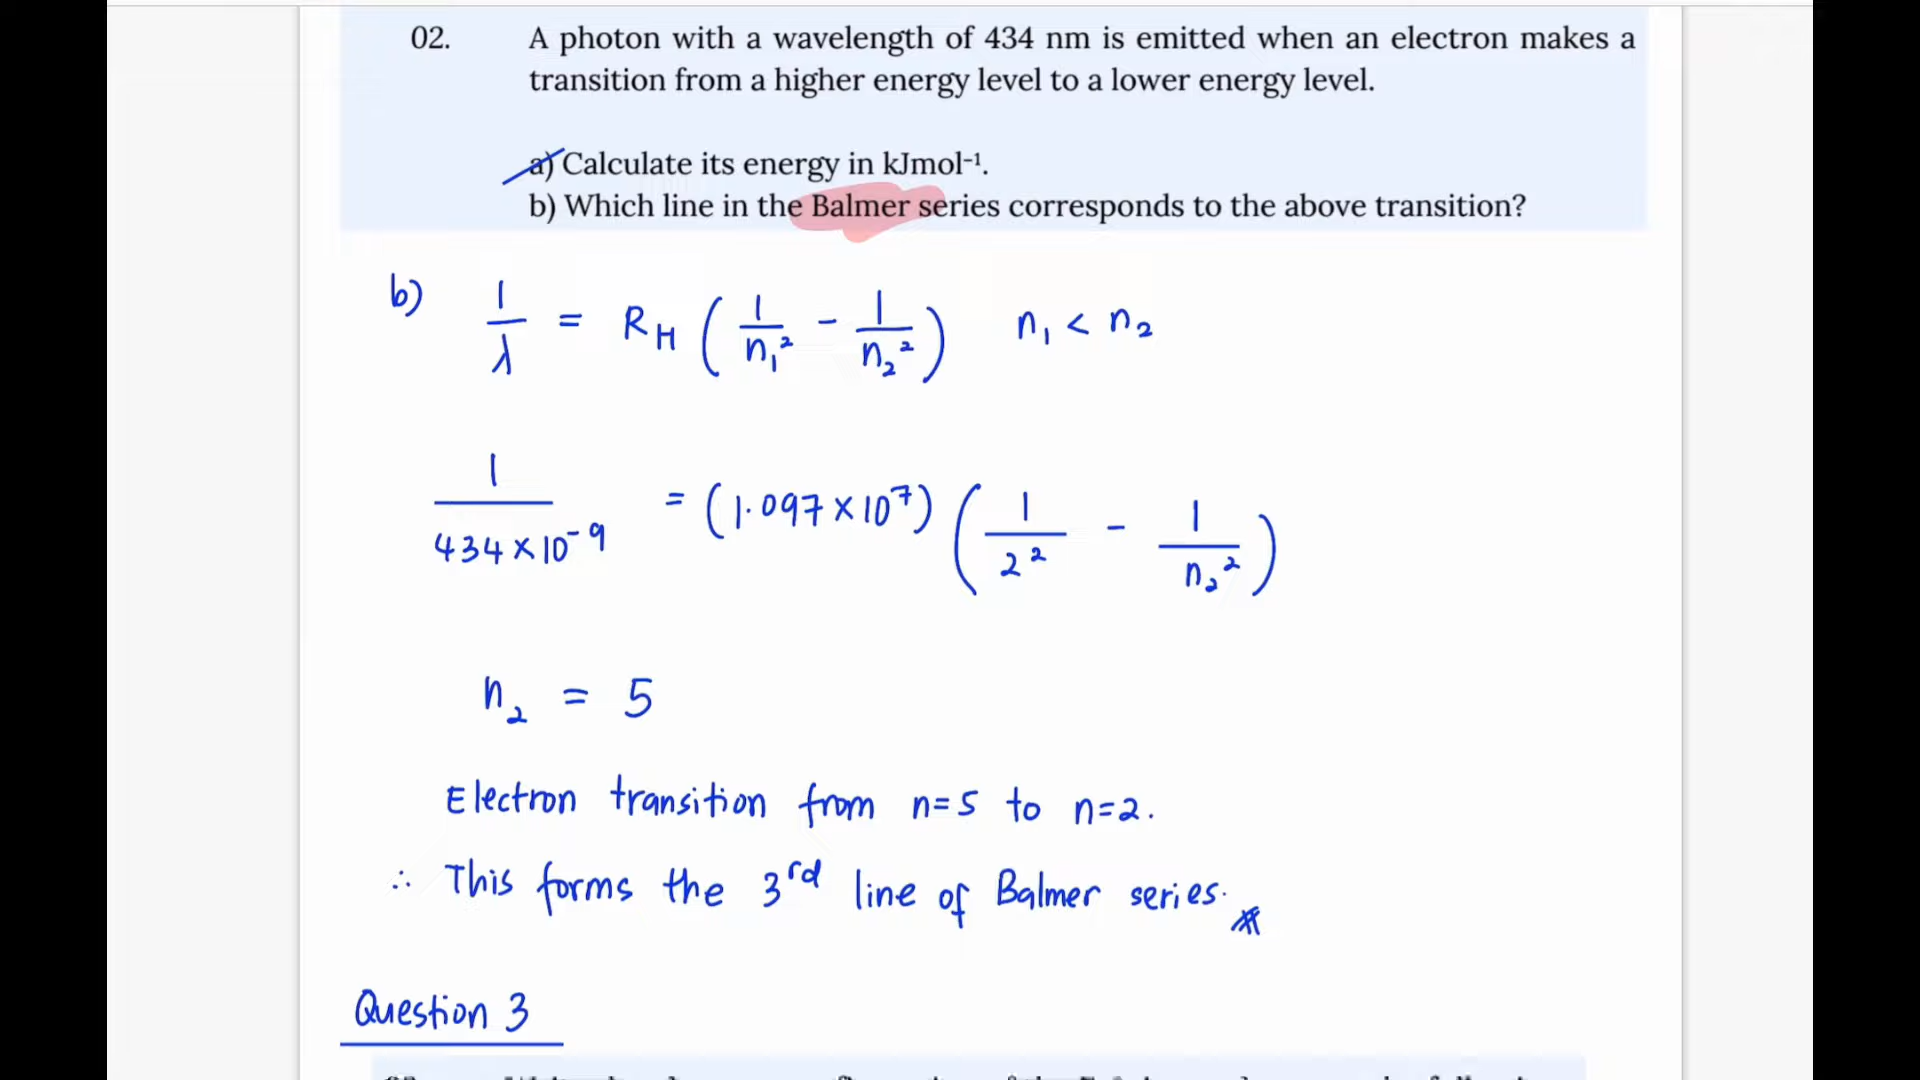 02. A photon with a wavelength of 434 nm is emitted when an electron makes a
transition from a higher energy level to a lower energy level.
a) Calculate its energy in kJmol⁻¹.
b) Which line in the Balmer series corresponds to the above transition?
b) 1/λ = R_H (1/n₁² - 1/n₂²) n₁ < n₂
1/(434 × 10⁻⁹) = (1.097 × 10⁷) (1/2² - 1/n₂²)
n₂ = 5
Electron transition from n=5 to n=2.
∴ This forms the 3rd line of Balmer series.
Question 3